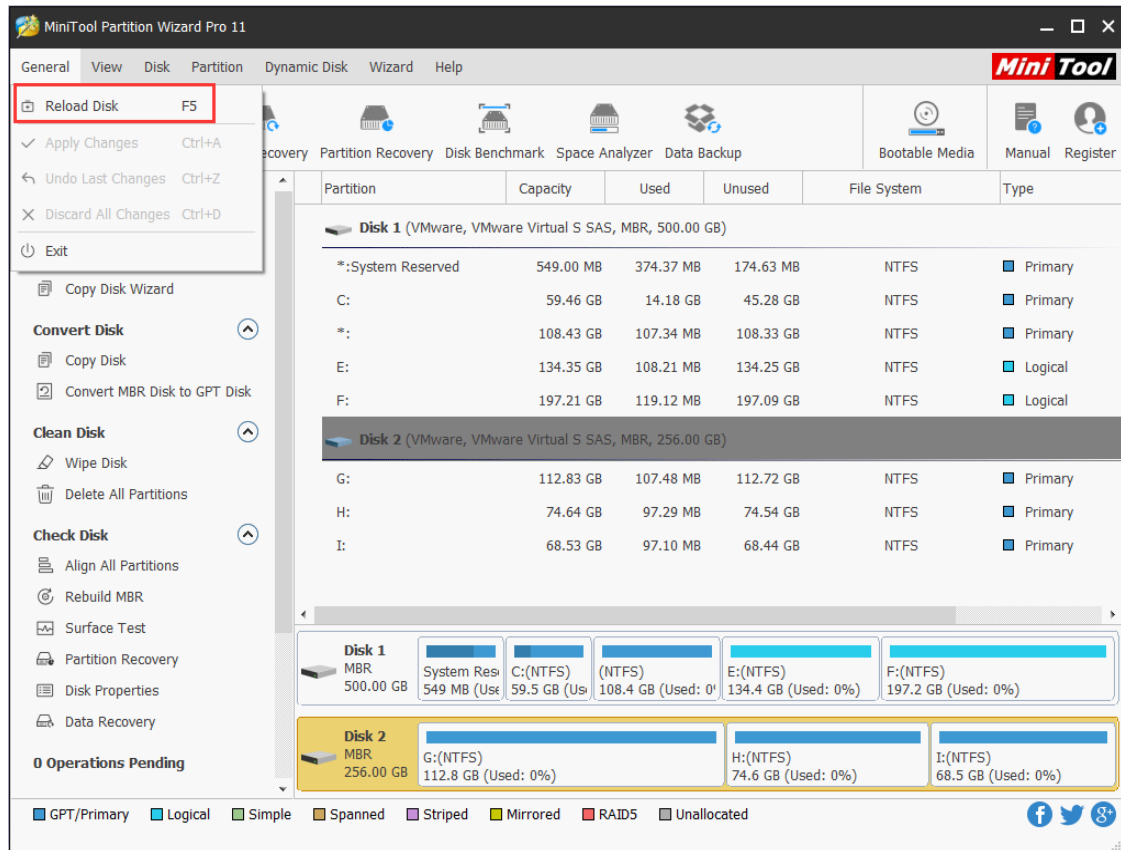 MiniTool Partition Wizard Pro 11
General View Disk Partition Dynamic Disk Wizard Help
Mini Tool
Reload Disk F5
Apply Changes Ctrl+A
Undo Last Changes Ctrl+Z
Discard All Changes Ctrl+D
Exit
ecovery Partition Recovery Disk Benchmark Space Analyzer Data Backup Bootable Media Manual Register
Copy Disk Wizard
Convert Disk
Copy Disk
Convert MBR Disk to GPT Disk
Clean Disk
Wipe Disk
Delete All Partitions
Check Disk
Align All Partitions
Rebuild MBR
Surface Test
Partition Recovery
Disk Properties
Data Recovery
0 Operations Pending
Partition Capacity Used Unused File System Type
Disk 1 (VMware, VMware Virtual S SAS, MBR, 500.00 GB)
*:System Reserved 549.00 MB 374.37 MB 174.63 MB NTFS Primary
C: 59.46 GB 14.18 GB 45.28 GB NTFS Primary
*: 108.43 GB 107.34 MB 108.33 GB NTFS Primary
E: 134.35 GB 108.21 MB 134.25 GB NTFS Logical
F: 197.21 GB 119.12 MB 197.09 GB NTFS Logical
Disk 2 (VMware, VMware Virtual S SAS, MBR, 256.00 GB)
G: 112.83 GB 107.48 MB 112.72 GB NTFS Primary
H: 74.64 GB 97.29 MB 74.54 GB NTFS Primary
I: 68.53 GB 97.10 MB 68.44 GB NTFS Primary
Disk 1
MBR
500.00 GB
System Res
549 MB (Use
C:(NTFS)
59.5 GB (Us
(NTFS)
108.4 GB (Used: 0
E:(NTFS)
134.4 GB (Used: 0%)
F:(NTFS)
197.2 GB (Used: 0%)
Disk 2
MBR
256.00 GB
G:(NTFS)
112.8 GB (Used: 0%)
H:(NTFS)
74.6 GB (Used: 0%)
I:(NTFS)
68.5 GB (Used: 0%)
GPT/Primary Logical Simple Spanned Striped Mirrored RAID5 Unallocated